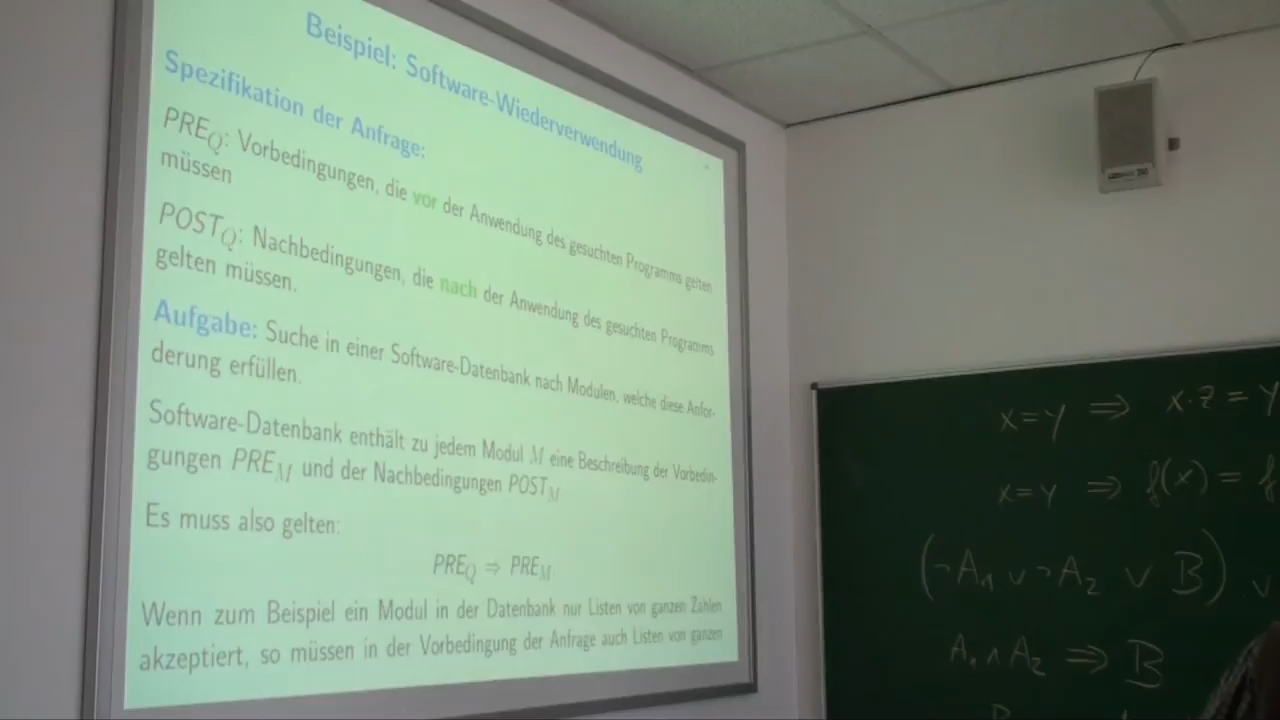 Beispiel: Software-Wiederverwendung
Spezifikation der Anfrage:
PRE_Q: Vorbedingungen, die vor der Anwendung des gesuchten Programms gelten
müssen
POST_Q: Nachbedingungen, die nach der Anwendung des gesuchten Programms
gelten müssen.
Aufgabe: Suche in einer Software-Datenbank nach Modulen, welche diese Anfor-
derung erfüllen.
Software-Datenbank enthält zu jedem Modul M eine Beschreibung der Vorbedin-
gungen PRE_M und der Nachbedingungen POST_M
Es muss also gelten:
PRE_Q ⇒ PRE_M
Wenn zum Beispiel ein Modul in der Datenbank nur Listen von ganzen Zahlen
akzeptiert, so müssen in der Vorbedingung der Anfrage auch Listen von ganzen
x=y ⇒ x·z = y
x=y ⇒ f(x) = f
(¬A₁ ∨ ¬A₂ ∨ B) ∨
A₁ ∧ A₂ ⇒ B